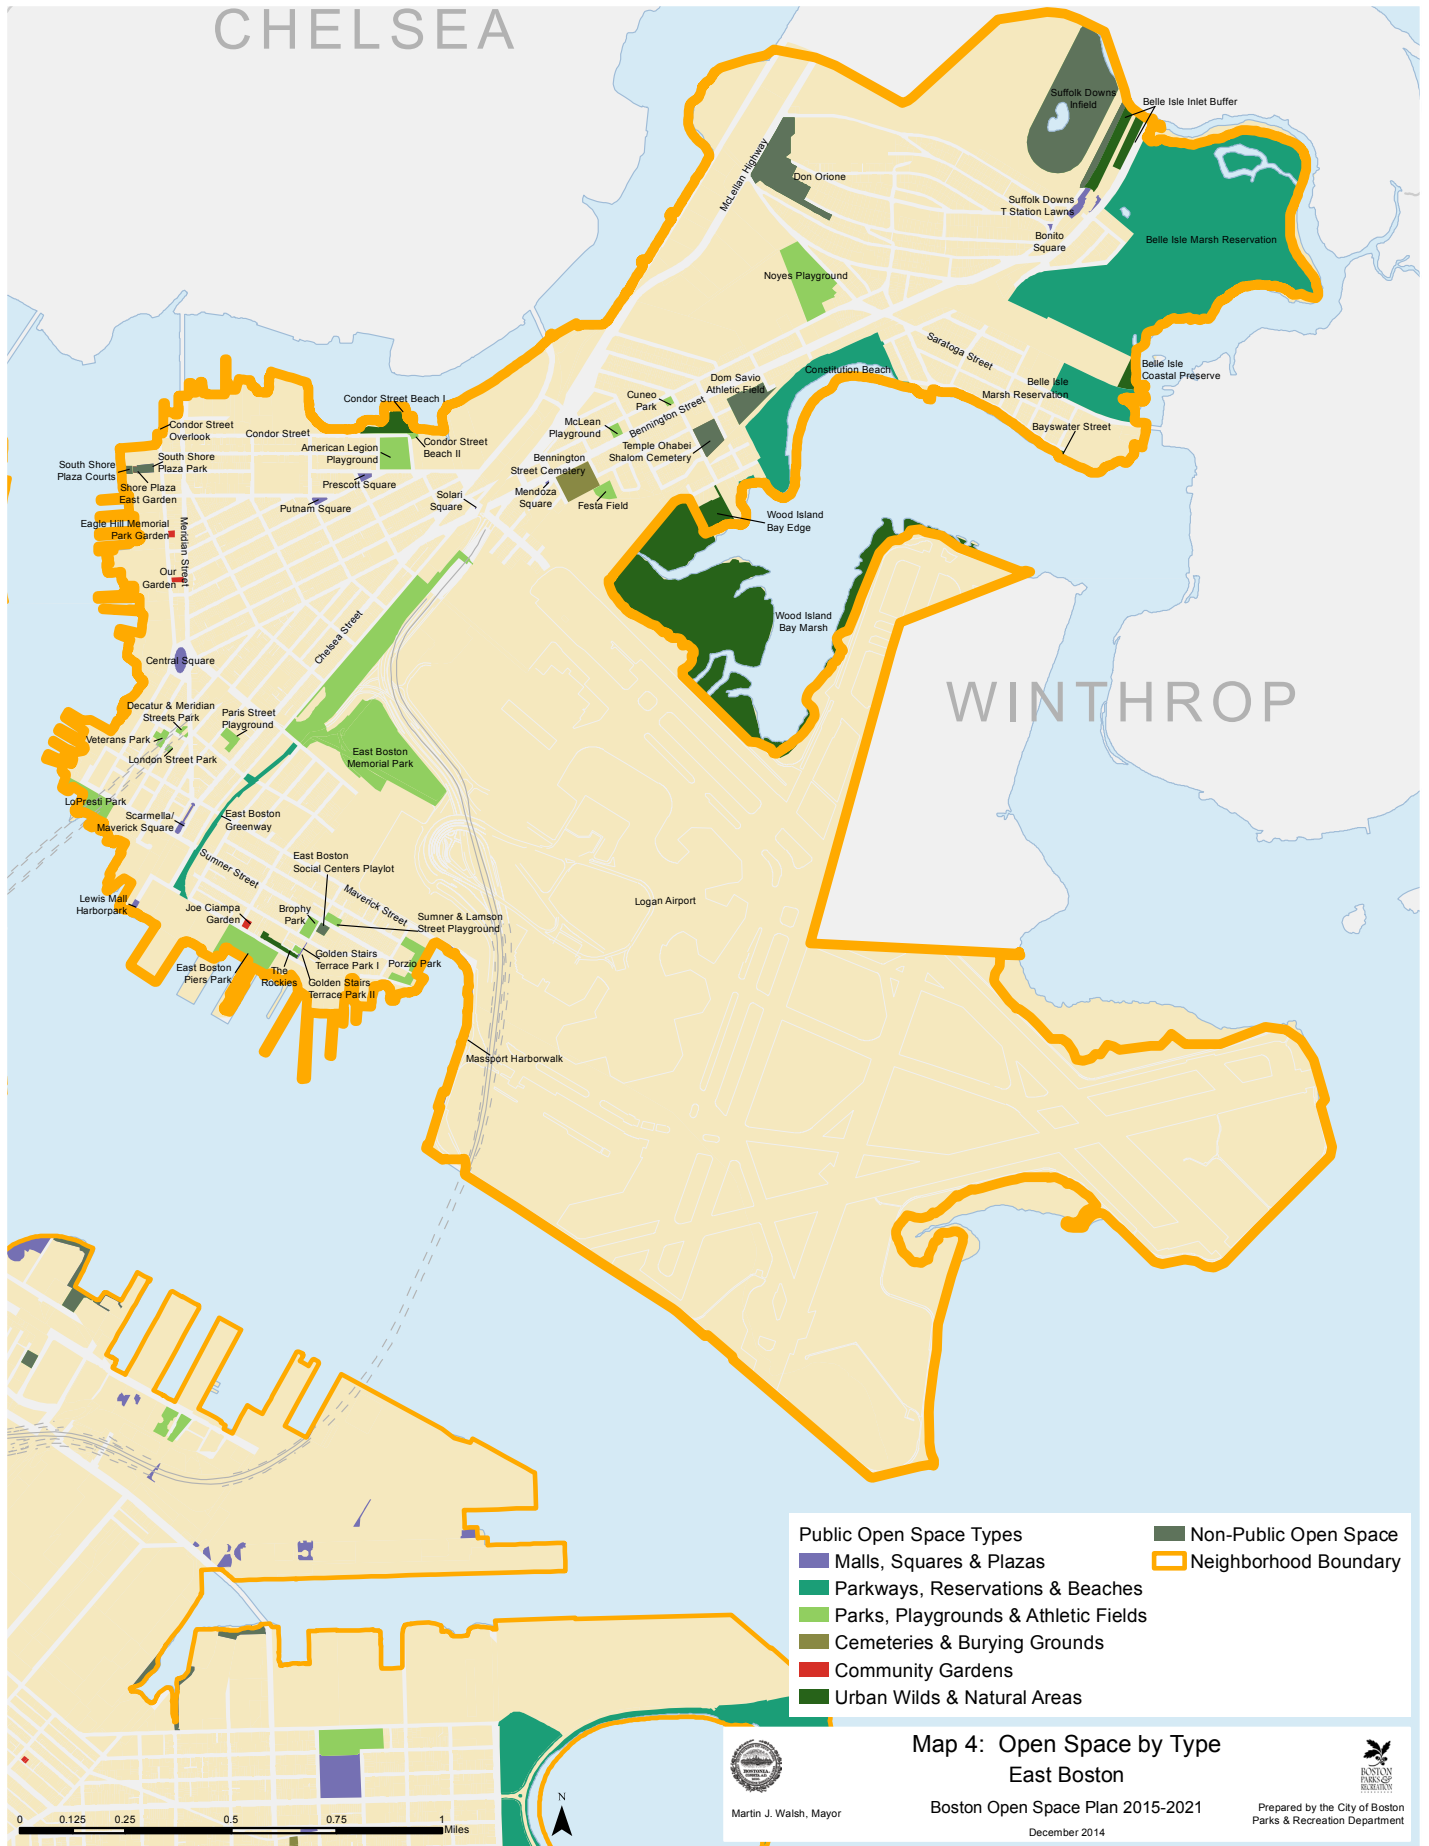 CHELSEA
Suffolk Downs
Infield
Belle Isle Inlet Buffer
McLellan Highway
Don Orione
Suffolk Downs
T Station Lawns
Bonito
Square
Belle Isle Marsh Reservation
Noyes Playground
Saratoga Street
Constitution Beach
Belle Isle
Coastal Preserve
Dom Savio
Athletic Field
Belle Isle
Marsh Reservation
Cuneo
Park
Condor Street Beach I
Bennington Street
McLean
Playground
Condor Street
Overlook
Condor Street
Bayswater Street
American Legion
Playground
Condor Street
Beach II
Temple Ohabei
Shalom Cemetery
South Shore
Plaza Courts
South Shore
Plaza Park
Bennington
Street Cemetery
Shore Plaza
East Garden
Prescott Square
Putnam Square
Solari
Square
Mendoza
Square
Festa Field
Wood Island
Bay Edge
Eagle Hill Memorial
Park Garden
Meridian Street
Our
Garden
Wood Island
Bay Marsh
Chelsea Street
Central Square
WINTHROP
Decatur & Meridian
Streets Park
Paris Street
Playground
Veterans Park
London Street Park
East Boston
Memorial Park
LoPresti Park
Scarmella/
Maverick Square
East Boston
Greenway
Sumner Street
East Boston
Social Centers Playlot
Maverick Street
Lewis Mall
Harborpark
Joe Ciampa
Garden
Brophy
Park
Sumner & Lamson
Street Playground
Logan Airport
East Boston
Piers Park
The
Rockies
Golden Stairs
Terrace Park I
Golden Stairs
Terrace Park II
Porzio Park
Massport Harborwalk
Public Open Space Types
Malls, Squares & Plazas
Parkways, Reservations & Beaches
Parks, Playgrounds & Athletic Fields
Cemeteries & Burying Grounds
Community Gardens
Urban Wilds & Natural Areas
Non-Public Open Space
Neighborhood Boundary
Map 4: Open Space by Type
East Boston
Boston Open Space Plan 2015-2021
December 2014
Martin J. Walsh, Mayor
BOSTON
PARKS &
RECREATION
Prepared by the City of Boston
Parks & Recreation Department
N
0 0.125 0.25 0.5 0.75 1
Miles